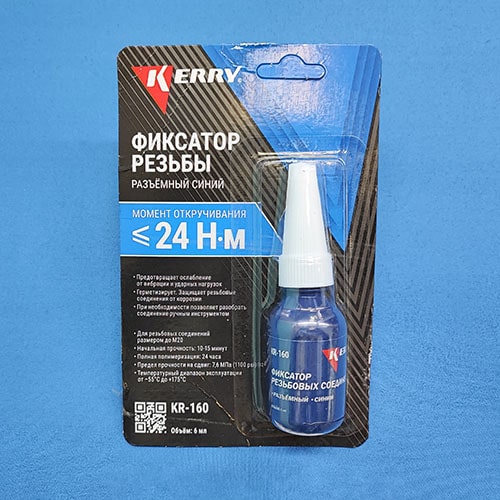 KERRY
ФИКСАТОР
РЕЗЬБЫ
РАЗЪЁМНЫЙ СИНИЙ
МОМЕНТ ОТКРУЧИВАНИЯ
≤ 24 Н·м
• Предотвращает ослабление
от вибрации и ударных нагрузок
• Герметизирует. Защищает резьбовые
соединения от коррозии
• При необходимости позволяет разобрать
соединение ручным инструментом
• Для резьбовых соединений
размером до М20
• Начальная прочность: 10-15 минут
• Полная полимеризация: 24 часа
• Предел прочности на сдвиг: 7,6 МПа (1100
• Температурный диапазон эксплуатации
от -55°C до +175°C
KR-160
Объём: 6 мл
KERRY
KR-160
ФИКСАТОР
РЕЗЬБОВЫХ
• РАЗЪЁМНЫЙ • СИНИЙ